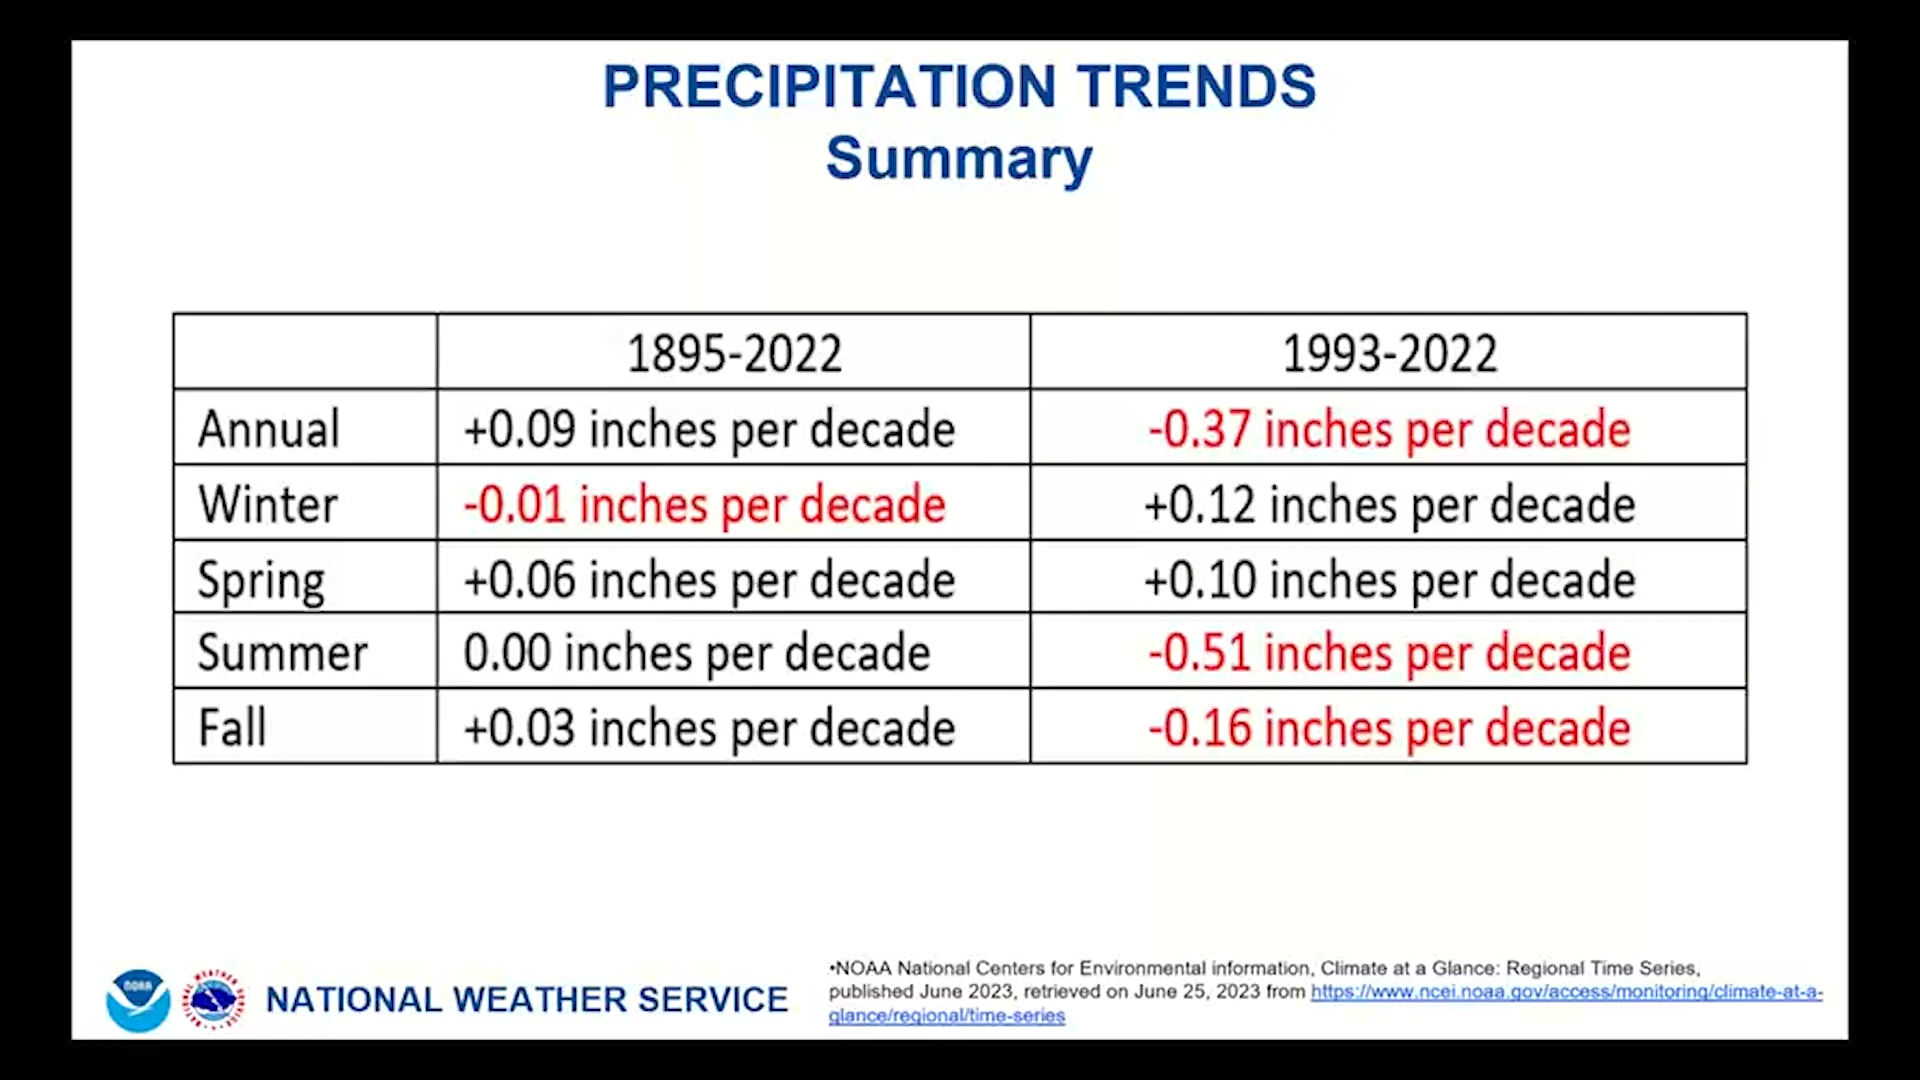 PRECIPITATION TRENDS
Summary
1895-2022 1993-2022
Annual +0.09 inches per decade -0.37 inches per decade
Winter -0.01 inches per decade +0.12 inches per decade
Spring +0.06 inches per decade +0.10 inches per decade
Summer 0.00 inches per decade -0.51 inches per decade
Fall +0.03 inches per decade -0.16 inches per decade
NOAA
NATIONAL WEATHER SERVICE
•NOAA National Centers for Environmental information, Climate at a Glance: Regional Time Series,
published June 2023, retrieved on June 25, 2023 from https://www.ncei.noaa.gov/access/monitoring/climate-at-a-
glance/regional/time-series